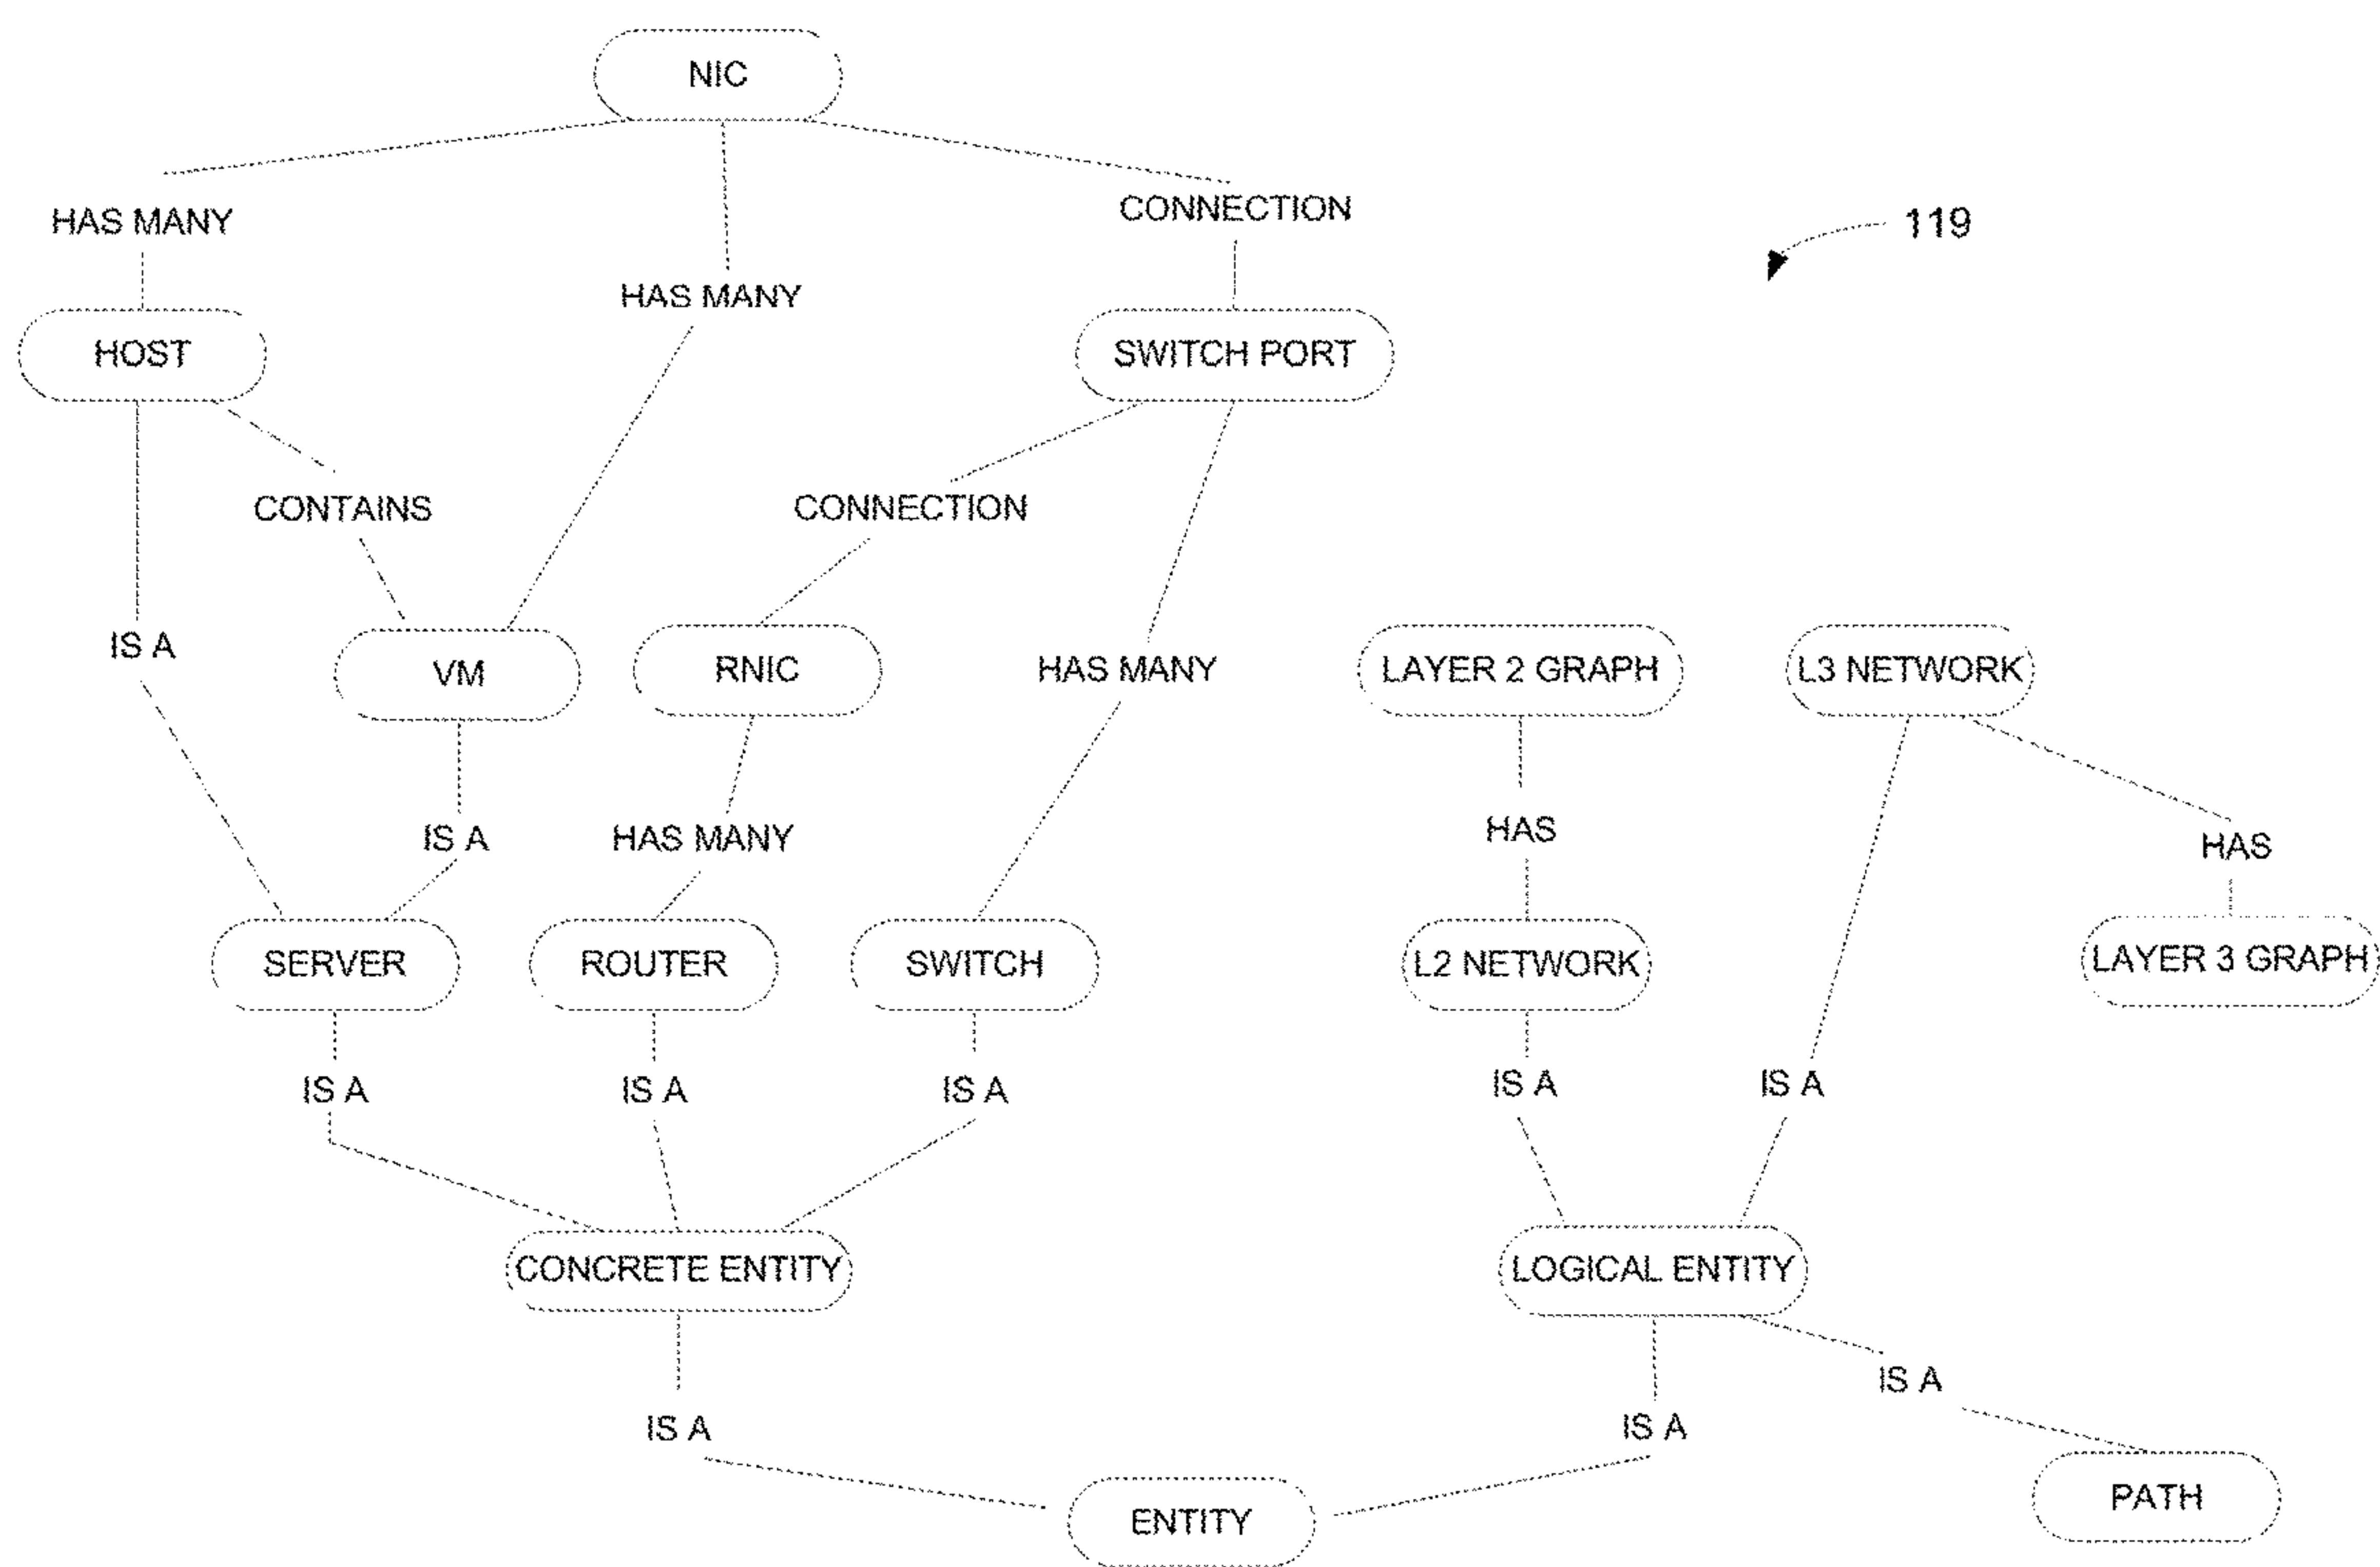 NIC
HAS MANY
CONNECTION
119
HAS MANY
HOST
SWITCH PORT
CONTAINS
CONNECTION
IS A
VM
RNIC
HAS MANY
LAYER 2 GRAPH
L3 NETWORK
IS A
HAS MANY
HAS
HAS
SERVER
ROUTER
SWITCH
L2 NETWORK
LAYER 3 GRAPH
IS A
IS A
IS A
IS A
IS A
CONCRETE ENTITY
LOGICAL ENTITY
IS A
IS A
IS A
ENTITY
PATH